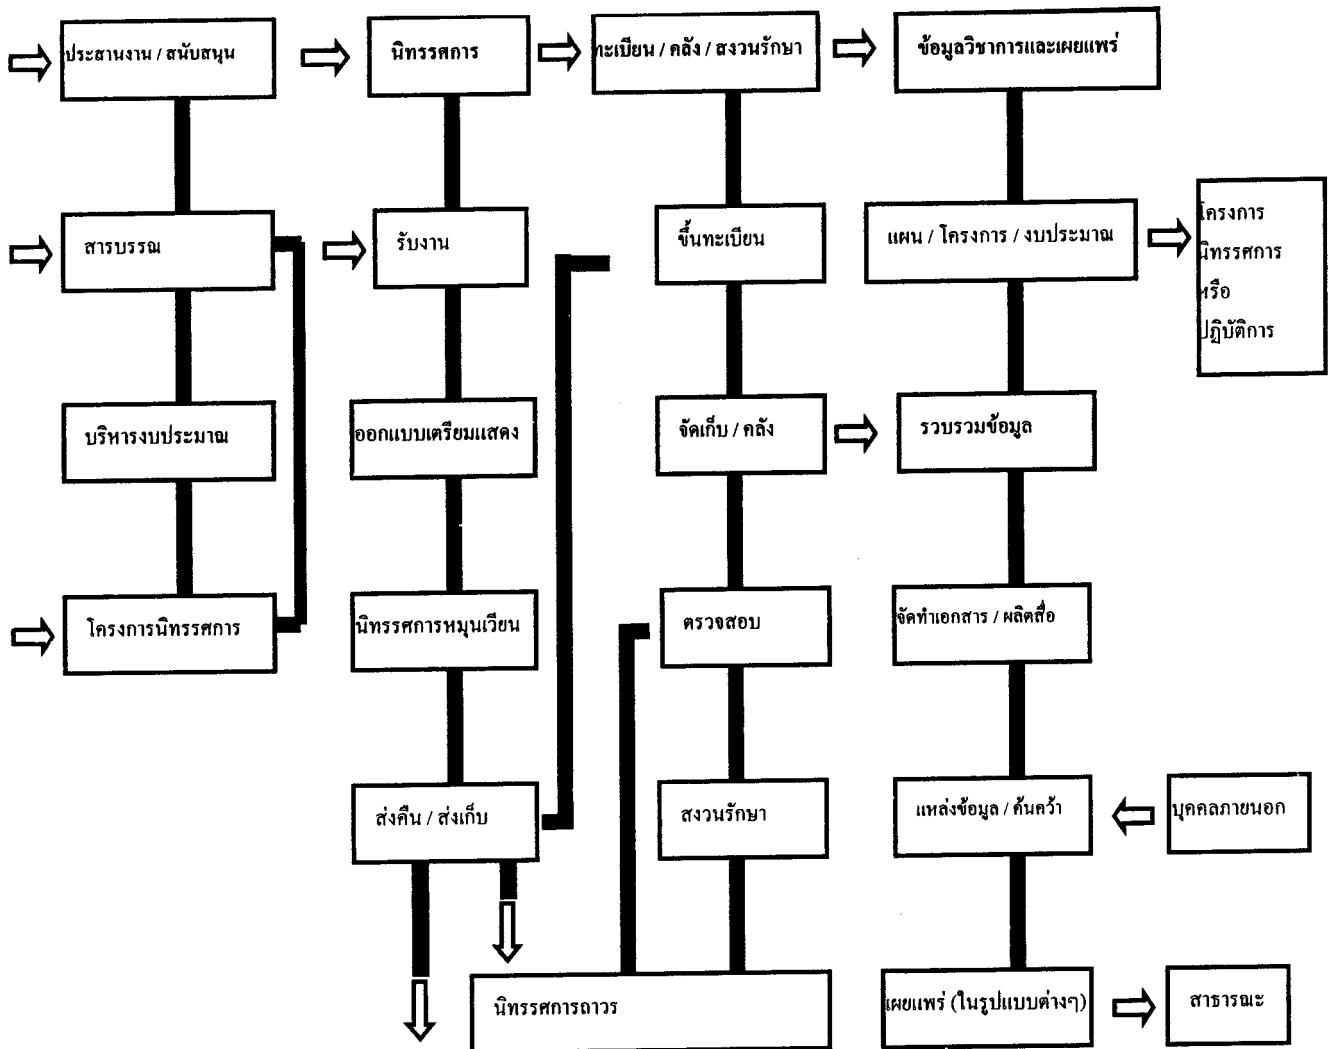 ประสานงาน / สนับสนุน
นิทรรศการ
ทะเบียน / คลัง / สงวนรักษา
ข้อมูลวิชาการและเผยแพร่
สารบรรณ
รับงาน
ขึ้นทะเบียน
แผน / โครงการ / งบประมาณ
โครงการ
นิทรรศการ
หรือ
ปฏิบัติการ
บริหารงบประมาณ
ออกแบบเตรียมแสดง
จัดเก็บ / คลัง
รวบรวมข้อมูล
โครงการนิทรรศการ
นิทรรศการหมุนเวียน
ตรวจสอบ
จัดทำเอกสาร / ผลิตสื่อ
ส่งคืน / ส่งเก็บ
สงวนรักษา
แหล่งข้อมูล / ค้นคว้า
บุคคลภายนอก
นิทรรศการถาวร
เผยแพร่ (ในรูปแบบต่างๆ)
สาธารณะ